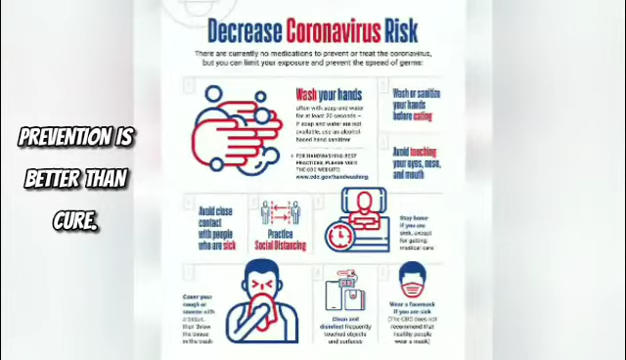 PREVENTION IS
BETTER THAN
CURE.
Decrease Coronavirus Risk
There are currently no medications to prevent or treat the coronavirus,
but you can limit your exposure and prevent the spread of germs:
Wash your hands
often with soap and water
for at least 20 seconds –
if soap and water are not
available, use an alcohol
based hand sanitizer
• FOR HANDWASHING BEST
PRACTICES, PLEASE VISIT
THE CDC WEBSITE:
www.cdc.gov/handwashing
Wash or sanitize
your hands
before eating
Avoid touching
your eyes, nose,
and mouth
Avoid close
contact
with people
who are sick
Practice
Social Distancing
Stay home
if you are
sick, except
for getting
medical care
Cover your
cough or
sneeze with
a tissue,
then throw
the tissue
in the trash
Clean and
disinfect frequently
touched objects
and surfaces
Wear a facemask
if you are sick
(The CDC does not
recommend that
healthy people
wear a mask)